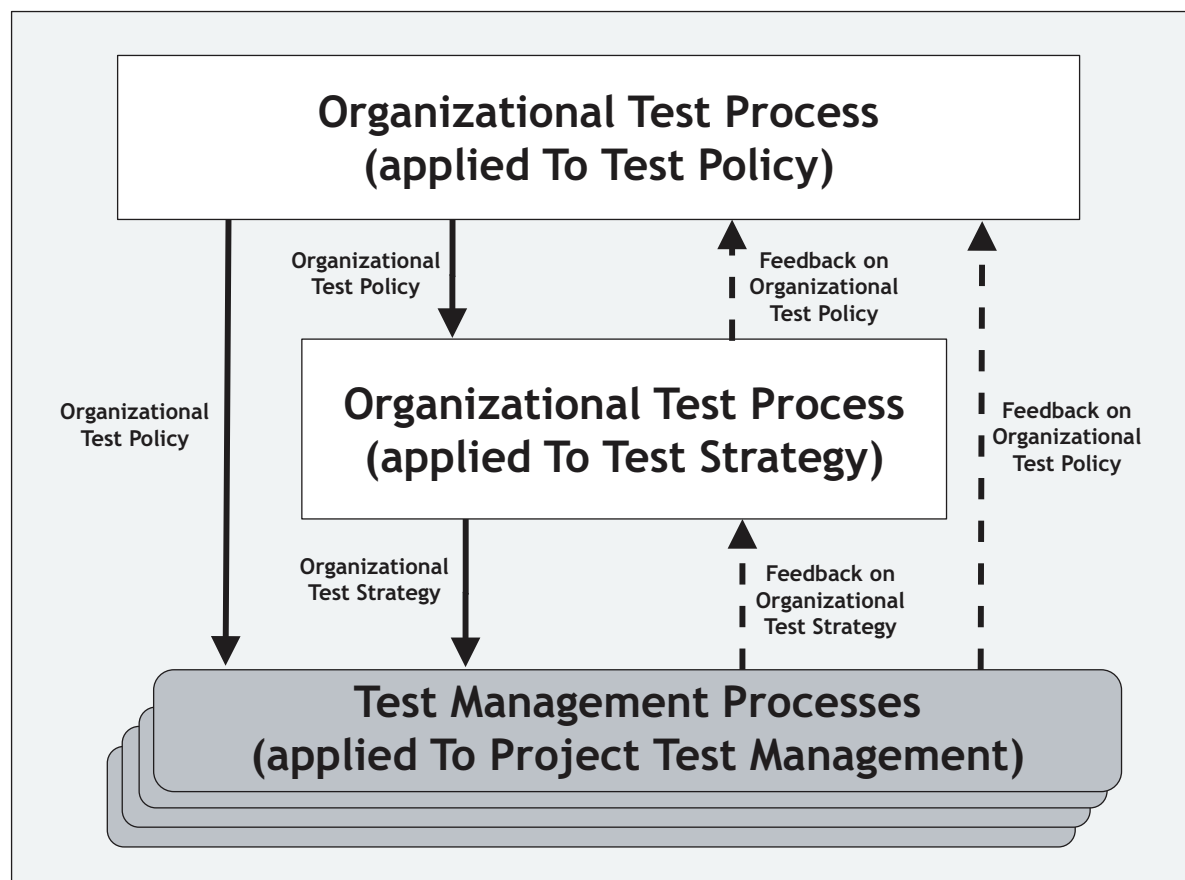 Organizational Test Process
(applied To Test Policy)
Organizational
Test Policy
Feedback on
Organizational
Test Policy
Organizational
Test Policy
Organizational Test Process
(applied To Test Strategy)
Feedback on
Organizational
Test Policy
Organizational
Test Strategy
Feedback on
Organizational
Test Strategy
Test Management Processes
(applied To Project Test Management)